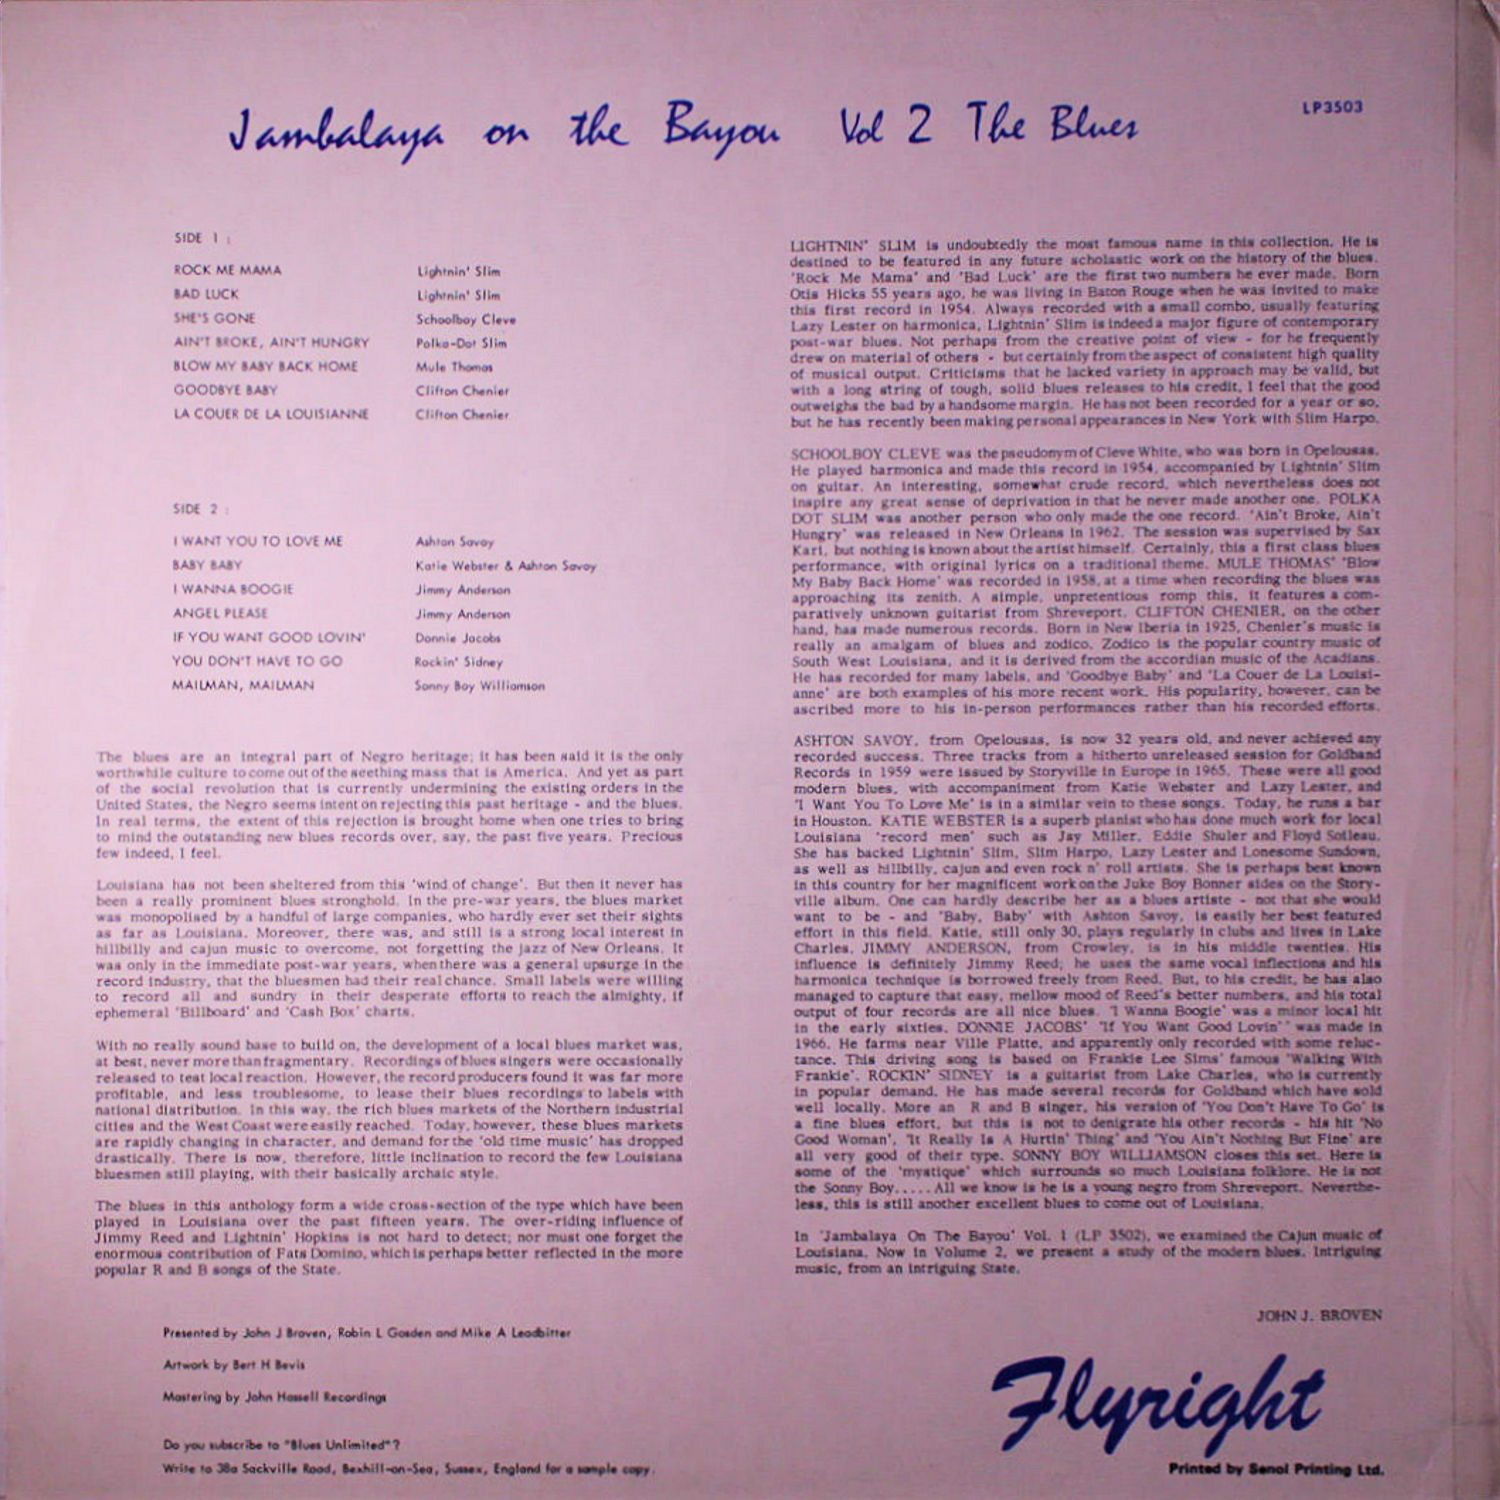 Jambalaya on the Bayou Vol 2 The Blues
LP3503
SIDE 1 :
ROCK ME MAMA Lightnin' Slim
BAD LUCK Lightnin' Slim
SHE'S GONE Schoolboy Cleve
AIN'T BROKE, AIN'T HUNGRY Polka-Dot Slim
BLOW MY BABY BACK HOME Mule Thomas
GOODBYE BABY Clifton Chenier
LA COUER DE LA LOUISIANNE Clifton Chenier
SIDE 2 :
I WANT YOU TO LOVE ME Ashton Savoy
BABY BABY Katie Webster & Ashton Savoy
I WANNA BOOGIE Jimmy Anderson
ANGEL PLEASE Jimmy Anderson
IF YOU WANT GOOD LOVIN' Donnie Jacobs
YOU DON'T HAVE TO GO Rockin' Sidney
MAILMAN, MAILMAN Sonny Boy Williamson
The blues are an integral part of Negro heritage; it has been said it is the only
worthwhile culture to come out of the seething mass that is America. And yet as part
of the social revolution that is currently undermining the existing orders in the
United States, the Negro seems intent on rejecting this past heritage - and the blues.
In real terms, the extent of this rejection is brought home when one tries to bring
to mind the outstanding new blues records over, say, the past five years. Precious
few indeed, I feel.
Louisiana has not been sheltered from this 'wind of change'. But then it never has
been a really prominent blues stronghold. In the pre-war years, the blues market
was monopolised by a handful of large companies, who hardly ever set their sights
as far as Louisiana. Moreover, there was, and still is a strong local interest in
hillbilly and cajun music to overcome, not forgetting the jazz of New Orleans. It
was only in the immediate post-war years, when there was a general upsurge in the
record industry, that the bluesmen had their real chance. Small labels were willing
to record all and sundry in their desperate efforts to reach the almighty, if
ephemeral 'Billboard' and 'Cash Box' charts.
With no really sound base to build on, the development of a local blues market was,
at best, never more than fragmentary. Recordings of blues singers were occasionally
released to test local reaction. However, the record producers found it was far more
profitable, and less troublesome, to lease their blues recordings to labels with
national distribution. In this way, the rich blues markets of the Northern industrial
cities and the West Coast were easily reached. Today, however, these blues markets
are rapidly changing in character, and demand for the 'old time music' has dropped
drastically. There is now, therefore, little inclination to record the few Louisiana
bluesmen still playing, with their basically archaic style.
The blues in this anthology form a wide cross-section of the type which have been
played in Louisiana over the past fifteen years. The over-riding influence of
Jimmy Reed and Lightnin' Hopkins is not hard to detect; nor must one forget the
enormous contribution of Fats Domino, which is perhaps better reflected in the more
popular R and B songs of the State.
Presented by John J Broven, Robin L Gosden and Mike A Leadbitter
Artwork by Bert H Bevis
Mastering by John Hassell Recordings
Do you subscribe to "Blues Unlimited"?
Write to 38a Sackville Road, Bexhill-on-Sea, Sussex, England for a sample copy.
LIGHTNIN' SLIM is undoubtedly the most famous name in this collection. He is
destined to be featured in any future scholastic work on the history of the blues.
'Rock Me Mama' and 'Bad Luck' are the first two numbers he ever made. Born
Otis Hicks 55 years ago, he was living in Baton Rouge when he was invited to make
this first record in 1954. Always recorded with a small combo, usually featuring
Lazy Lester on harmonica, Lightnin' Slim is indeed a major figure of contemporary
post-war blues. Not perhaps from the creative point of view - for he frequently
drew on material of others - but certainly from the aspect of consistent high quality
of musical output. Criticisms that he lacked variety in approach may be valid, but
with a long string of tough, solid blues releases to his credit, I feel that the good
outweighs the bad by a handsome margin. He has not been recorded for a year or so,
but he has recently been making personal appearances in New York with Slim Harpo.
SCHOOLBOY CLEVE was the pseudonym of Cleve White, who was born in Opelousas.
He played harmonica and made this record in 1954, accompanied by Lightnin' Slim
on guitar. An interesting, somewhat crude record, which nevertheless does not
inspire any great sense of deprivation in that he never made another one. POLKA
DOT SLIM was another person who only made the one record. 'Ain't Broke, Ain't
Hungry' was released in New Orleans in 1962. The session was supervised by Sax
Kari, but nothing is known about the artist himself. Certainly, this a first class blues
performance, with original lyrics on a traditional theme. MULE THOMAS' 'Blow
My Baby Back Home' was recorded in 1958, at a time when recording the blues was
approaching its zenith. A simple, unpretentious romp this, it features a com-
paratively unknown guitarist from Shreveport. CLIFTON CHENIER, on the other
hand, has made numerous records. Born in New Iberia in 1925, Chenier's music is
really an amalgam of blues and zodico. Zodico is the popular country music of
South West Louisiana, and it is derived from the accordian music of the Acadians.
He has recorded for many labels, and 'Goodbye Baby' and 'La Couer de La Louisi-
anne' are both examples of his more recent work. His popularity, however, can be
ascribed more to his in-person performances rather than his recorded efforts.
ASHTON SAVOY, from Opelousas, is now 32 years old, and never achieved any
recorded success. Three tracks from a hitherto unreleased session for Goldband
Records in 1959 were issued by Storyville in Europe in 1965. These were all good
modern blues, with accompaniment from Katie Webster and Lazy Lester, and
'I Want You To Love Me' is in a similar vein to these songs. Today, he runs a bar
in Houston. KATIE WEBSTER is a superb pianist who has done much work for local
Louisiana 'record men' such as Jay Miller, Eddie Shuler and Floyd Soileau.
She has backed Lightnin' Slim, Slim Harpo, Lazy Lester and Lonesome Sundown,
as well as hillbilly, cajun and even rock n' roll artists. She is perhaps best known
in this country for her magnificent work on the Juke Boy Bonner sides on the Story-
ville album. One can hardly describe her as a blues artiste - not that she would
want to be - and 'Baby, Baby' with Ashton Savoy, is easily her best featured
effort in this field. Katie, still only 30, plays regularly in clubs and lives in Lake
Charles. JIMMY ANDERSON, from Crowley, is in his middle twenties. His
influence is definitely Jimmy Reed; he uses the same vocal inflections and his
harmonica technique is borrowed freely from Reed. But, to his credit, he has also
managed to capture that easy, mellow mood of Reed's better numbers, and his total
output of four records are all nice blues. 'I Wanna Boogie' was a minor local hit
in the early sixties. DONNIE JACOBS' 'If You Want Good Lovin'' was made in
1966. He farms near Ville Platte, and apparently only recorded with some reluc-
tance. This driving song is based on Frankie Lee Sims' famous 'Walking With
Frankie'. ROCKIN' SIDNEY is a guitarist from Lake Charles, who is currently
in popular demand. He has made several records for Goldband which have sold
well locally. More an R and B singer, his version of 'You Don't Have To Go' is
a fine blues effort, but this is not to denigrate his other records - his hit 'No
Good Woman', 'It Really Is A Hurtin' Thing' and 'You Ain't Nothing But Fine' are
all very good of their type. SONNY BOY WILLIAMSON closes this set. Here is
some of the 'mystique' which surrounds so much Louisiana folklore. He is not
the Sonny Boy.....All we know is he is a young negro from Shreveport. Neverthe-
less, this is still another excellent blues to come out of Louisiana.
In 'Jambalaya On The Bayou' Vol. 1 (LP 3502), we examined the Cajun music of
Louisiana. Now in Volume 2, we present a study of the modern blues. Intriguing
music, from an intriguing State.
JOHN J. BROVEN
Flyright
Printed by Senol Printing Ltd.